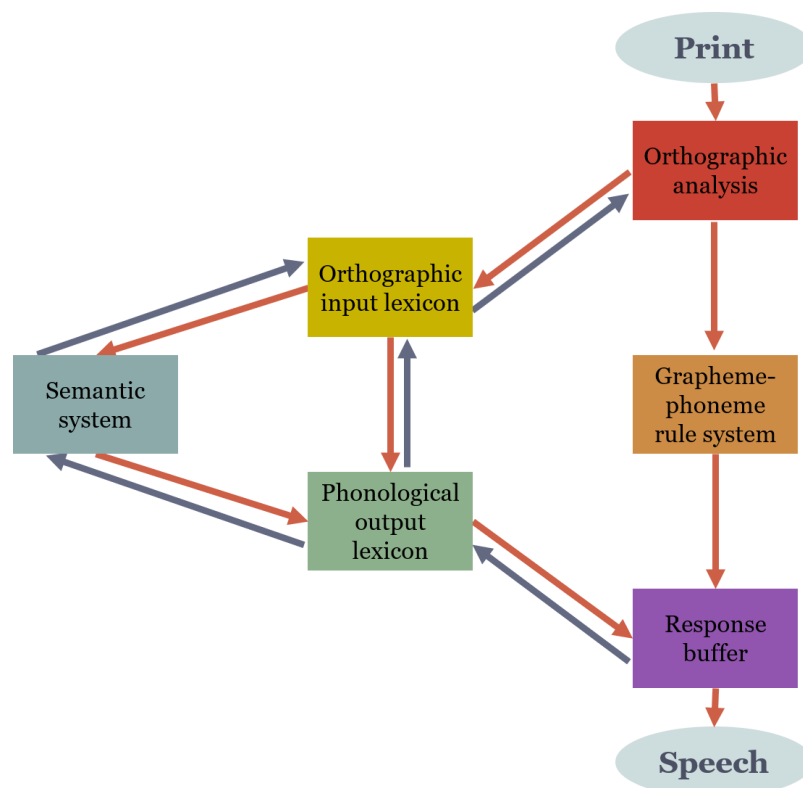 Print
Orthographic
analysis
Orthographic
input lexicon
Semantic
system
Grapheme-
phoneme
rule system
Phonological
output
lexicon
Response
buffer
Speech